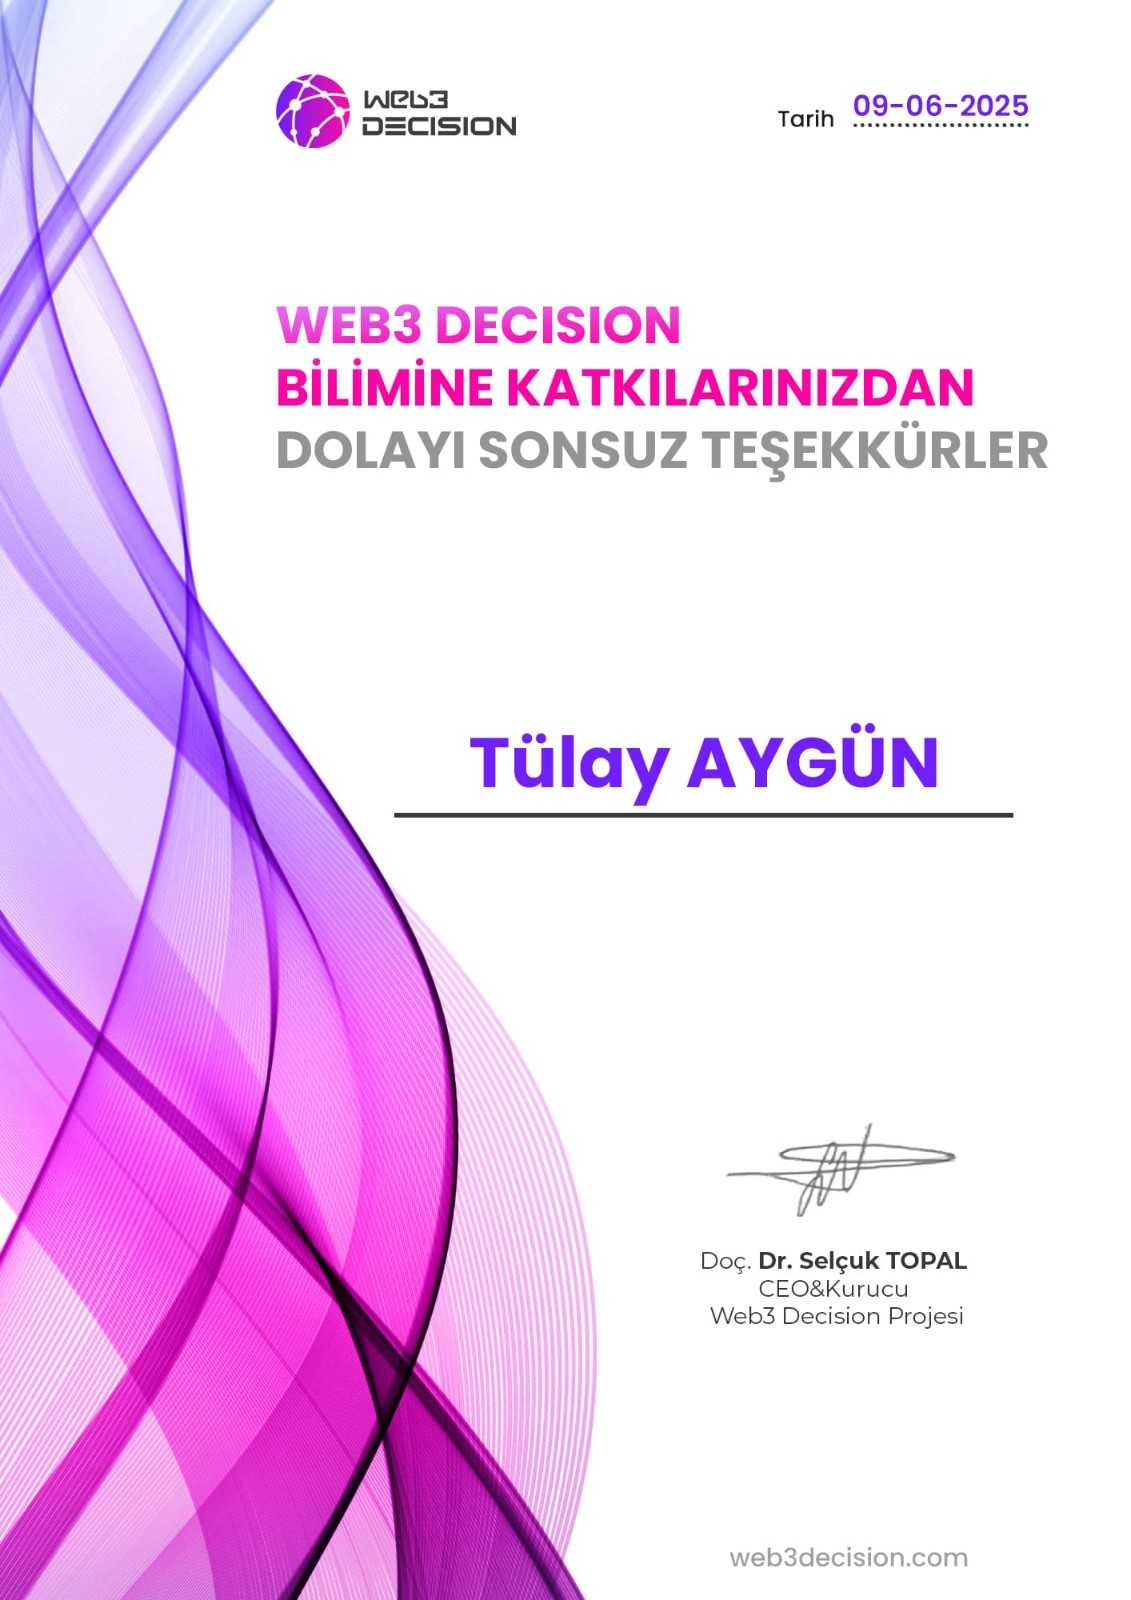 Web3
DECISION
Tarih 09-06-2025
WEB3 DECISION
BİLİMİNE KATKILARINIZDAN
DOLAYI SONSUZ TEŞEKKÜRLER
Tülay AYGÜN
Doç. Dr. Selçuk TOPAL
CEO&Kurucu
Web3 Decision Projesi
web3decision.com